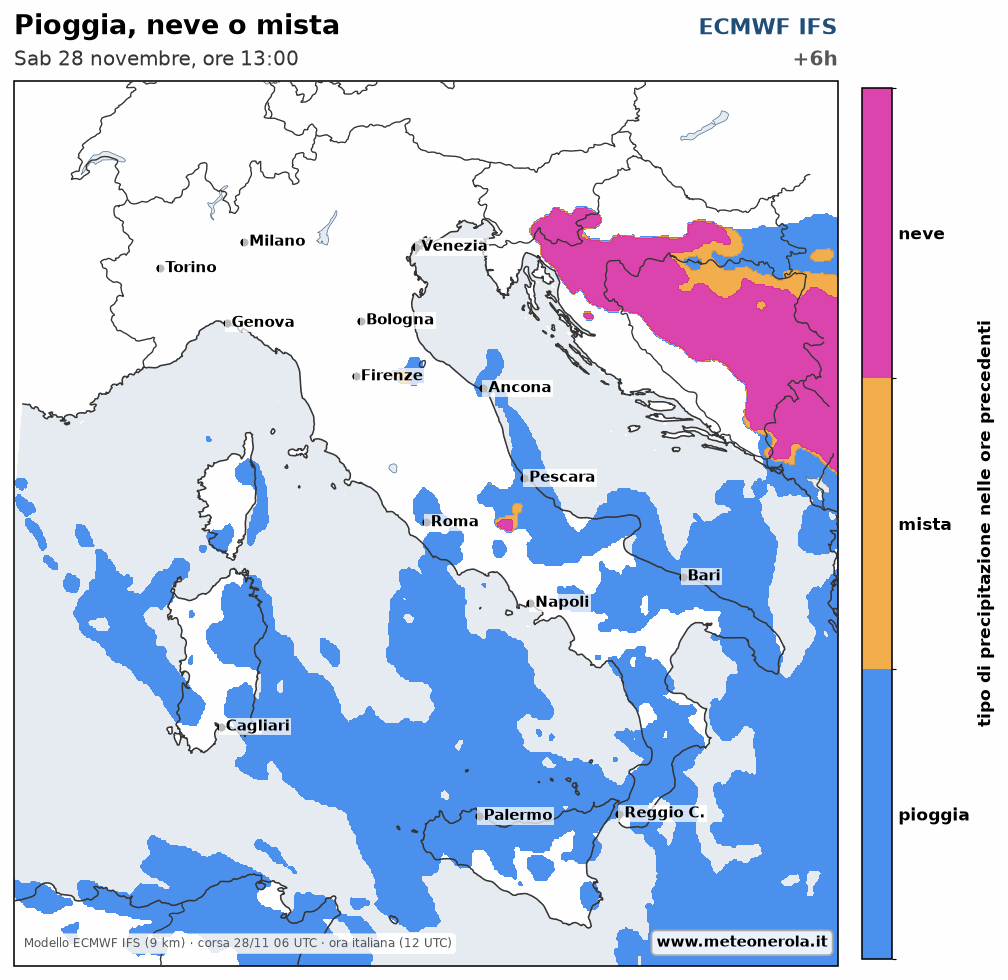 Pioggia, neve o mista
ECMWF IFS
Sab 28 novembre, ore 13:00
+6h
neve
Milano
Venezia
Torino
Genova
Bologna
Firenze
Ancona
Pescara
Roma
mista
tipo di precipitazione nelle ore precedenti
Bari
Napoli
Cagliari
Palermo
Reggio C.
pioggia
Modello ECMWF IFS (9 km) · corsa 28/11 06 UTC · ora italiana (12 UTC)
www.meteonerola.it